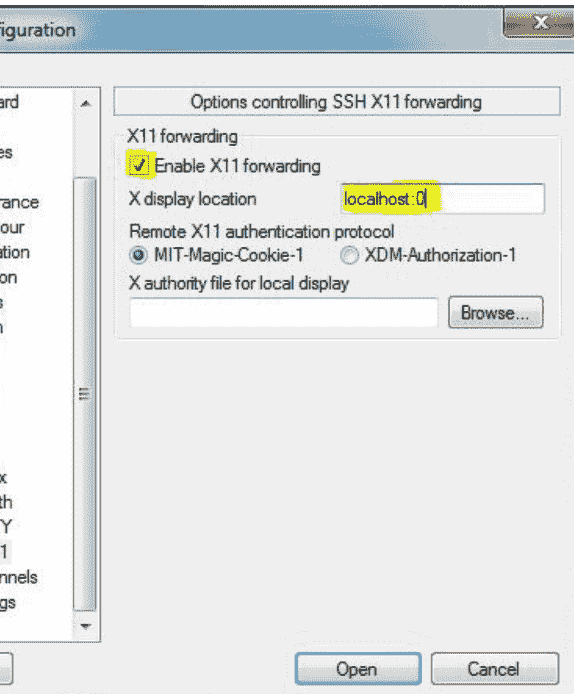 figuration
ard
es
rance
our
ation
on
s
n
x
th
Y
1
nnels
gs
Options controlling SSH X11 forwarding
X11 forwarding
Enable X11 forwarding
X display location localhost:0
Remote X11 authentication protocol
MIT-Magic-Cookie-1 XDM-Authorization-1
X authority file for local display
Browse...
Open Cancel